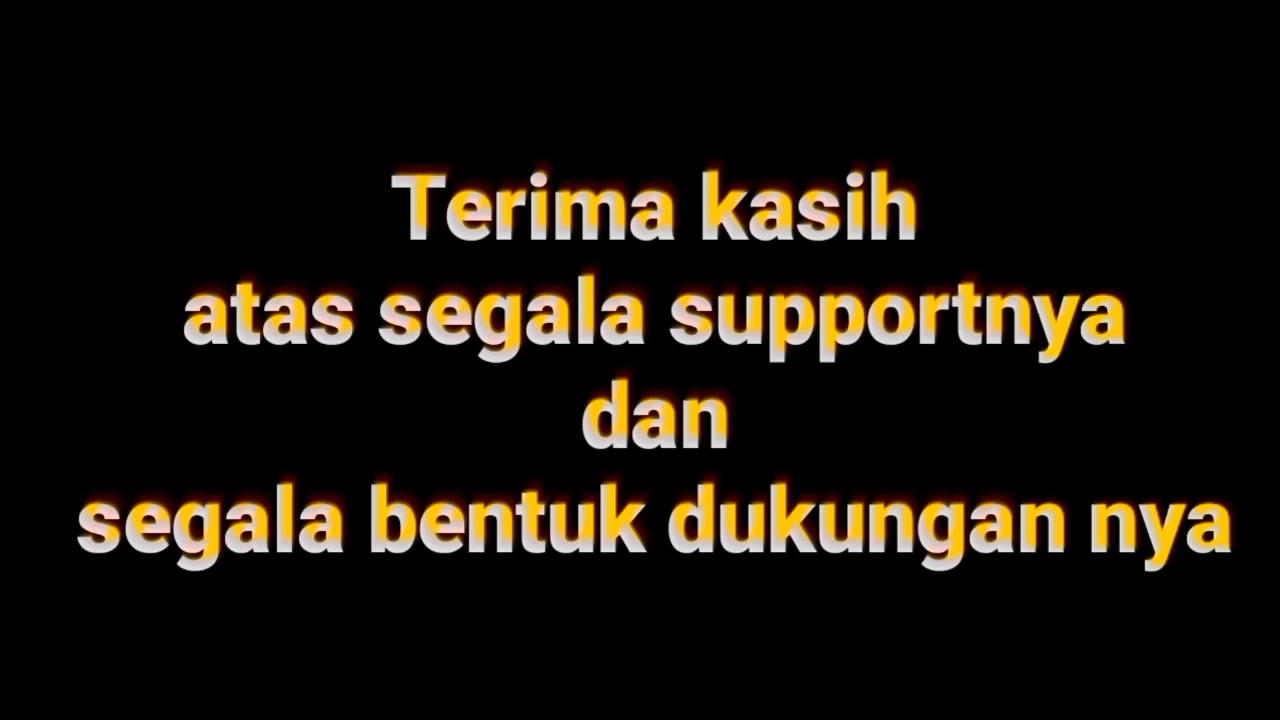 Terima kasih
atas segala supportnya
dan
segala bentuk dukungan nya